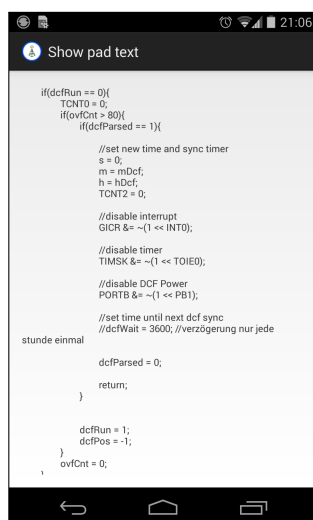 21:06
Show pad text
if(dcfRun == 0){
TCNT0 = 0;
if(ovfCnt > 80){
if(dcfParsed == 1){
//set new time and sync timer
s = 0;
m = mDcf;
h = hDcf;
TCNT2 = 0;
//disable interrupt
GICR &= ~(1 << INT0);
//disable timer
TIMSK &= ~(1 << TOIE0);
//disable DCF Power
PORTB &= ~(1 << PB1);
//set time until next dcf sync
//dcfWait = 3600; //verzögerung nur jede
stunde einmal
dcfParsed = 0;
return;
}
dcfRun = 1;
dcfPos = -1;
}
ovfCnt = 0;
}